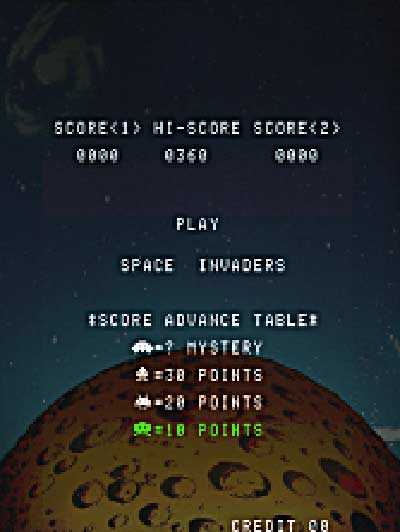 SCORE<1> HI-SCORE SCORE<2>
0000 0360 0000
PLAY
SPACE INVADERS
*SCORE ADVANCE TABLE*
=? MYSTERY
=30 POINTS
=20 POINTS
=10 POINTS
CREDIT 00